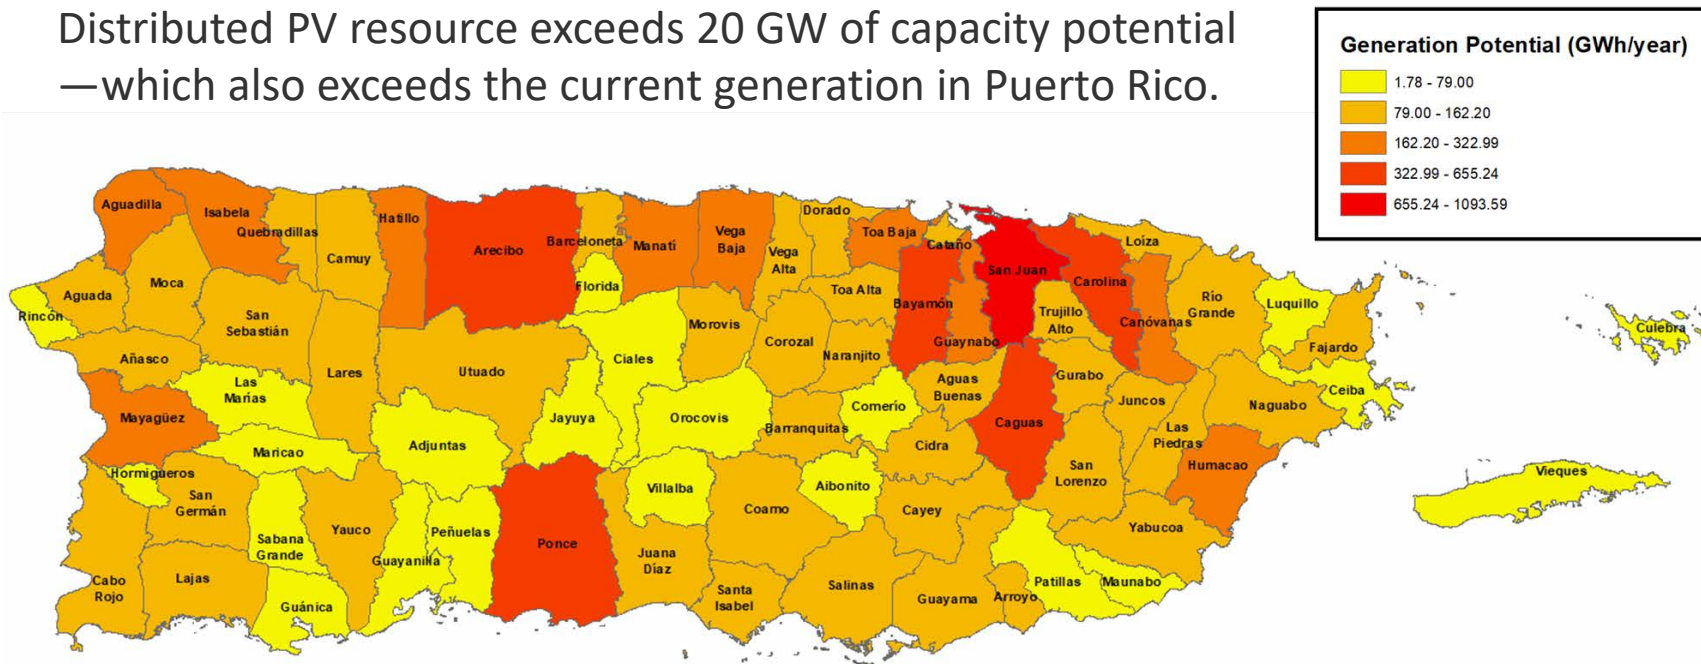 Distributed PV resource exceeds 20 GW of capacity potential
—which also exceeds the current generation in Puerto Rico.
Generation Potential (GWh/year)
1.78 - 79.00
79.00 - 162.20
162.20 - 322.99
322.99 - 655.24
655.24 - 1093.59
Aguadilla
Isabela
Quebradillas
Camuy
Hatillo
Arecibo
Barceloneta
Manatí
Vega
Baja
Vega
Alta
Dorado
Toa Baja
Cataño
San Juan
Carolina
Loíza
Rincón
Aguada
Moca
San
Sebastián
Florida
Morovis
Toa Alta
Bayamón
Guaynabo
Trujillo
Alto
Canóvanas
Río
Grande
Luquillo
Fajardo
Culebra
Añasco
Lares
Utuado
Ciales
Corozal
Naranjito
Aguas
Buenas
Gurabo
Juncos
Ceiba
Naguabo
Las
Marías
Mayagüez
Maricao
Adjuntas
Jayuya
Orocovis
Barranquitas
Comerío
Cidra
Caguas
San
Lorenzo
Las
Piedras
Humacao
Vieques
Hormigueros
San
Germán
Sabana
Grande
Yauco
Guayanilla
Peñuelas
Ponce
Villalba
Juana
Díaz
Coamo
Aibonito
Cayey
Yabucoa
Cabo
Rojo
Lajas
Guánica
Santa
Isabel
Salinas
Guayama
Arroyo
Patillas
Maunabo